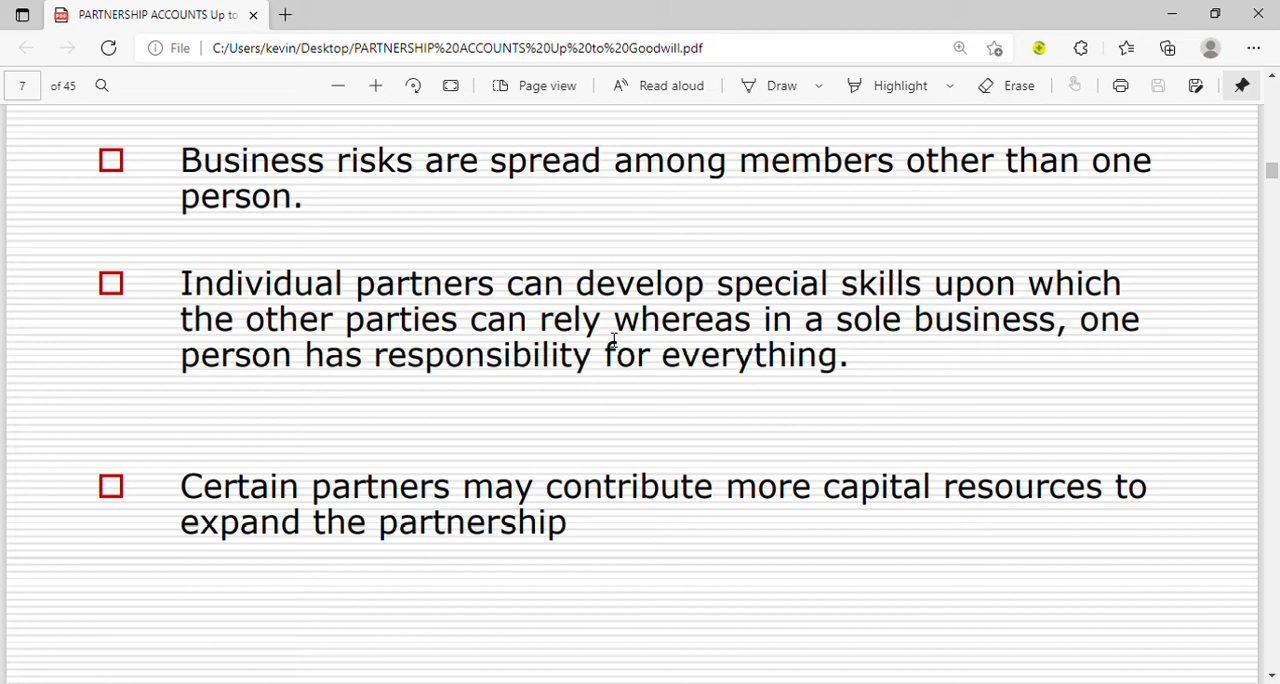 PARTNERSHIP ACCOUNTS Up to
File
C:/Users/kevin/Desktop/PARTNERSHIP%20ACCOUNTS%20Up%20to%20Goodwill.pdf
7 of 45
Page view
Read aloud
Draw
Highlight
Erase
Business risks are spread among members other than one
person.
Individual partners can develop special skills upon which
the other parties can rely whereas in a sole business, one
person has responsibility for everything.
Certain partners may contribute more capital resources to
expand the partnership